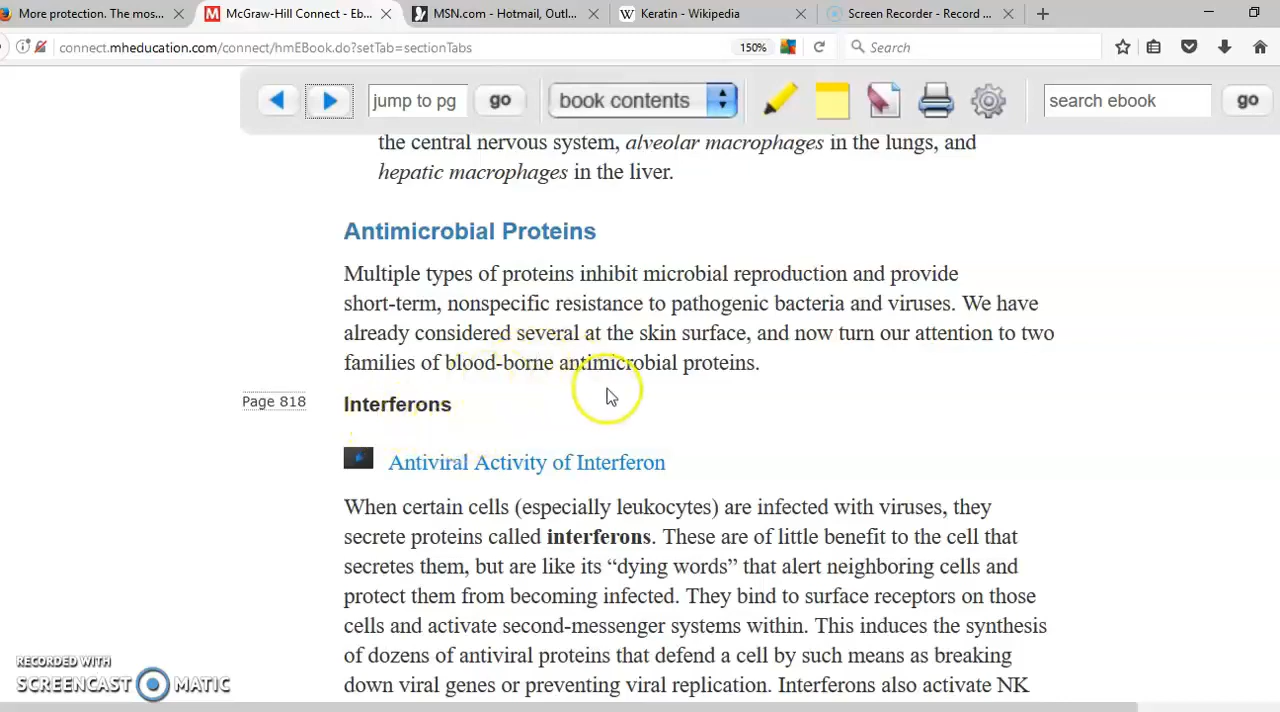 More protection. The mos...
McGraw-Hill Connect - Eb...
MSN.com - Hotmail, Outl...
Keratin - Wikipedia
Screen Recorder - Record ...
connect.mheducation.com/connect/hmEBook.do?setTab=sectionTabs
150%
Search
jump to pg
go
book contents
search ebook
go
the central nervous system, alveolar macrophages in the lungs, and
hepatic macrophages in the liver.
Antimicrobial Proteins
Multiple types of proteins inhibit microbial reproduction and provide
short-term, nonspecific resistance to pathogenic bacteria and viruses. We have
already considered several at the skin surface, and now turn our attention to two
families of blood-borne antimicrobial proteins.
Page 818
Interferons
Antiviral Activity of Interferon
When certain cells (especially leukocytes) are infected with viruses, they
secrete proteins called interferons. These are of little benefit to the cell that
secretes them, but are like its “dying words” that alert neighboring cells and
protect them from becoming infected. They bind to surface receptors on those
cells and activate second-messenger systems within. This induces the synthesis
of dozens of antiviral proteins that defend a cell by such means as breaking
down viral genes or preventing viral replication. Interferons also activate NK
RECORDED WITH
SCREENCAST MATIC